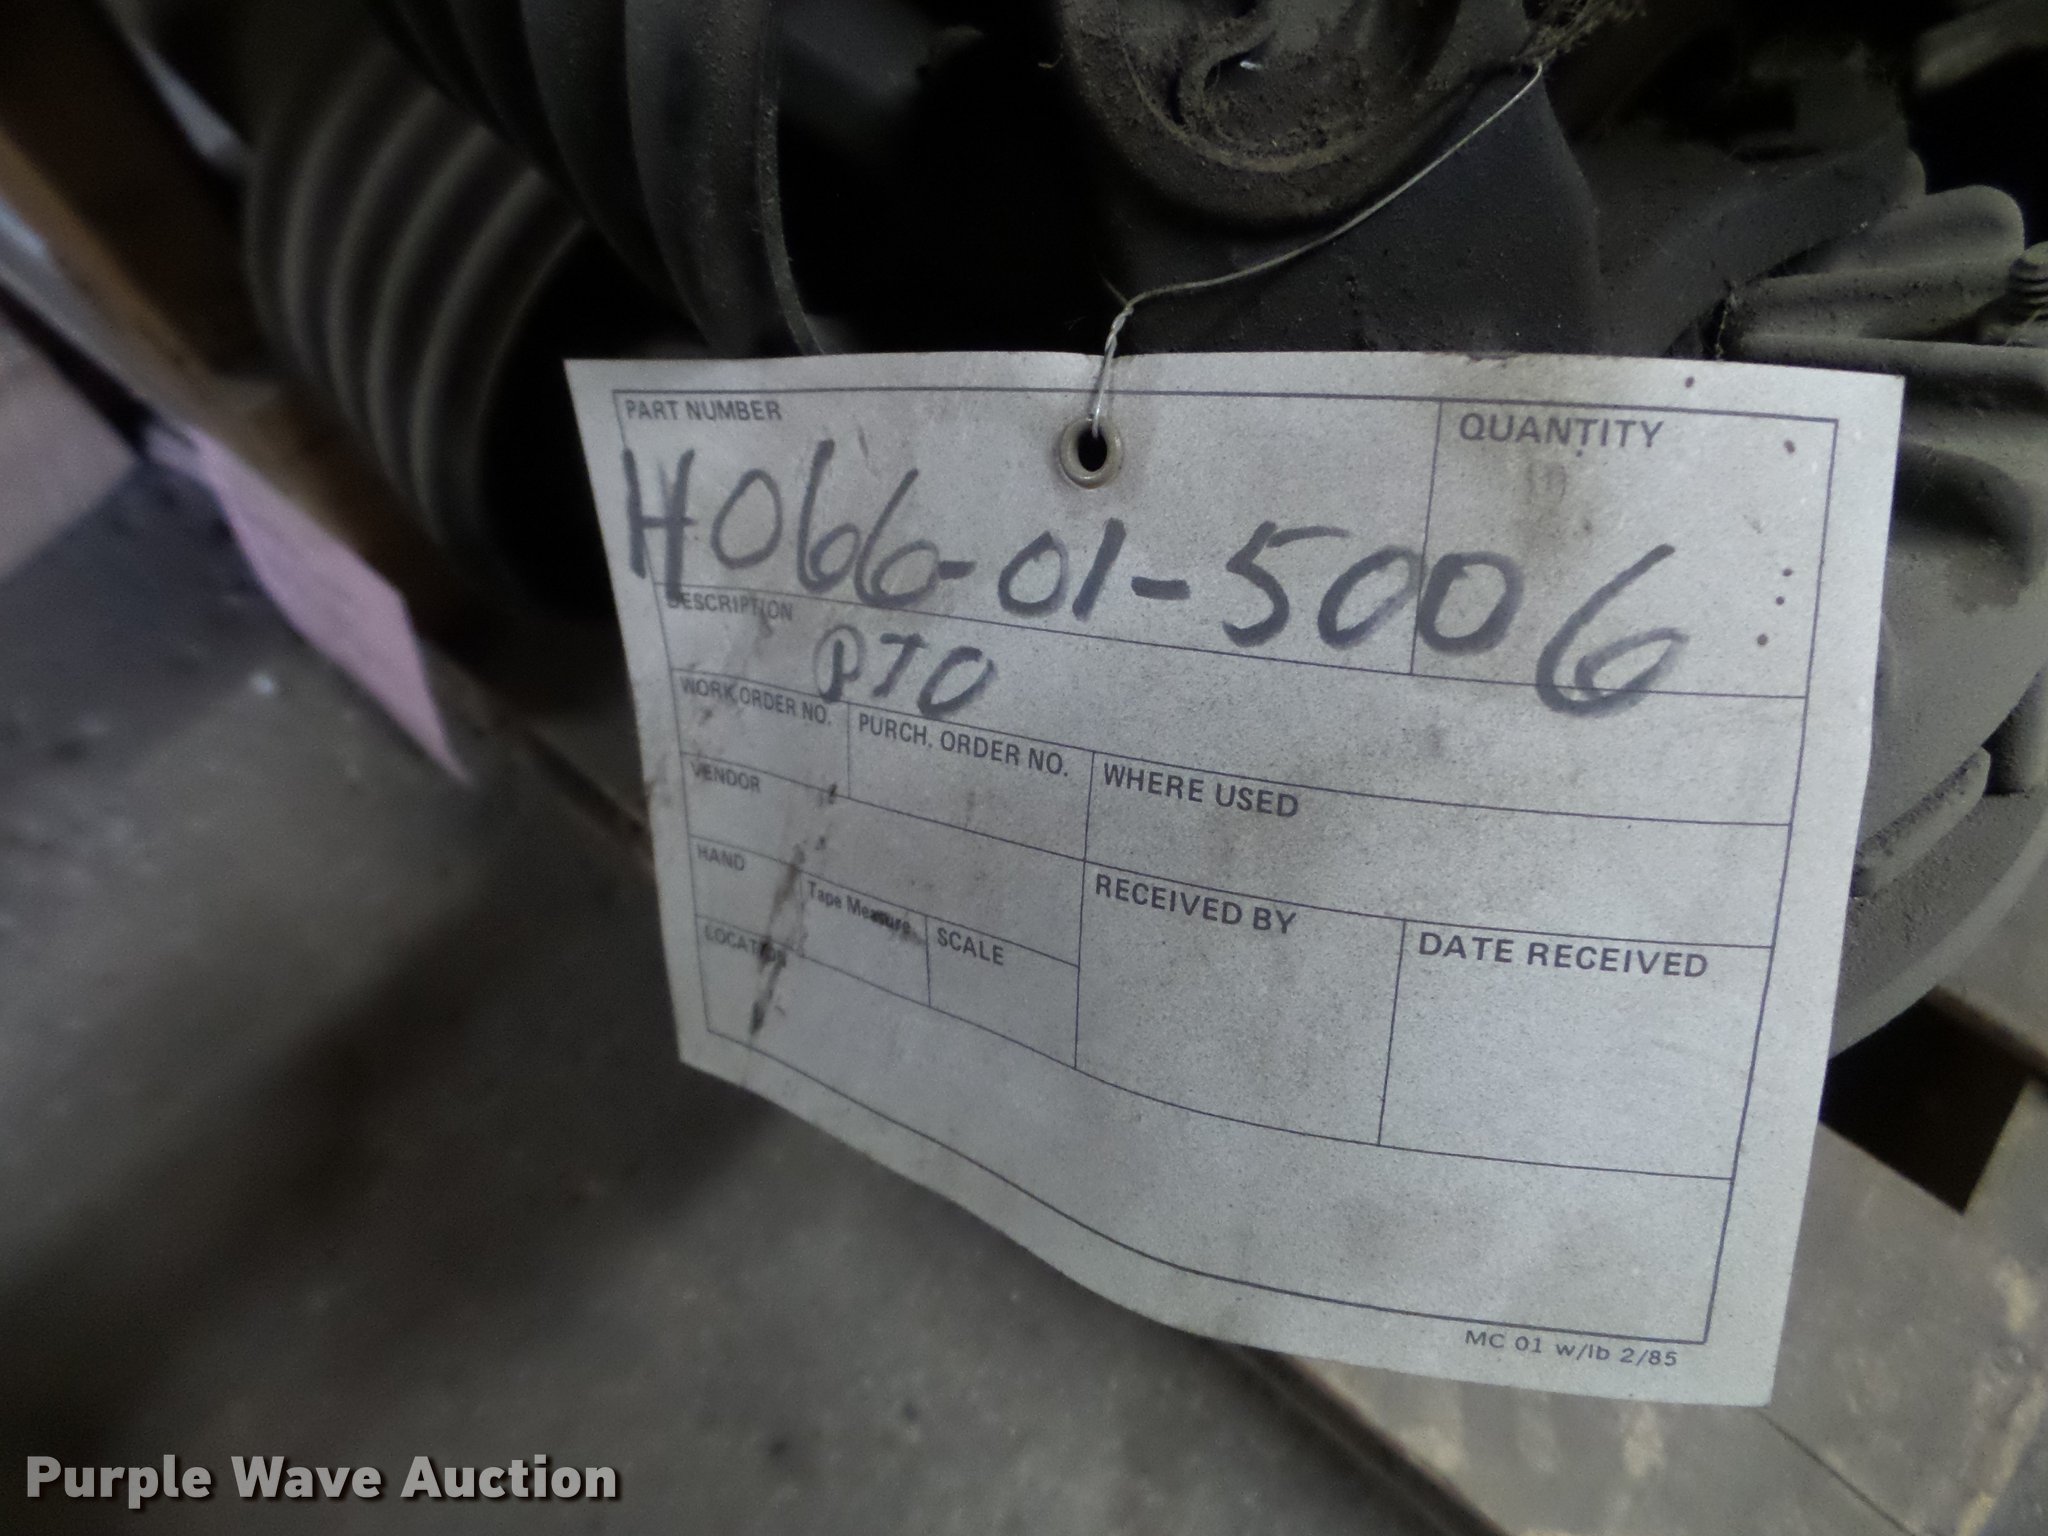 PART NUMBER
QUANTITY
H066-01-5006
DESCRIPTION
PTO
WORK ORDER NO.
PURCH. ORDER NO.
WHERE USED
VENDOR
HAND
Tape Measure
SCALE
RECEIVED BY
DATE RECEIVED
LOCATION
MC 01 w/lb 2/85
Purple Wave Auction